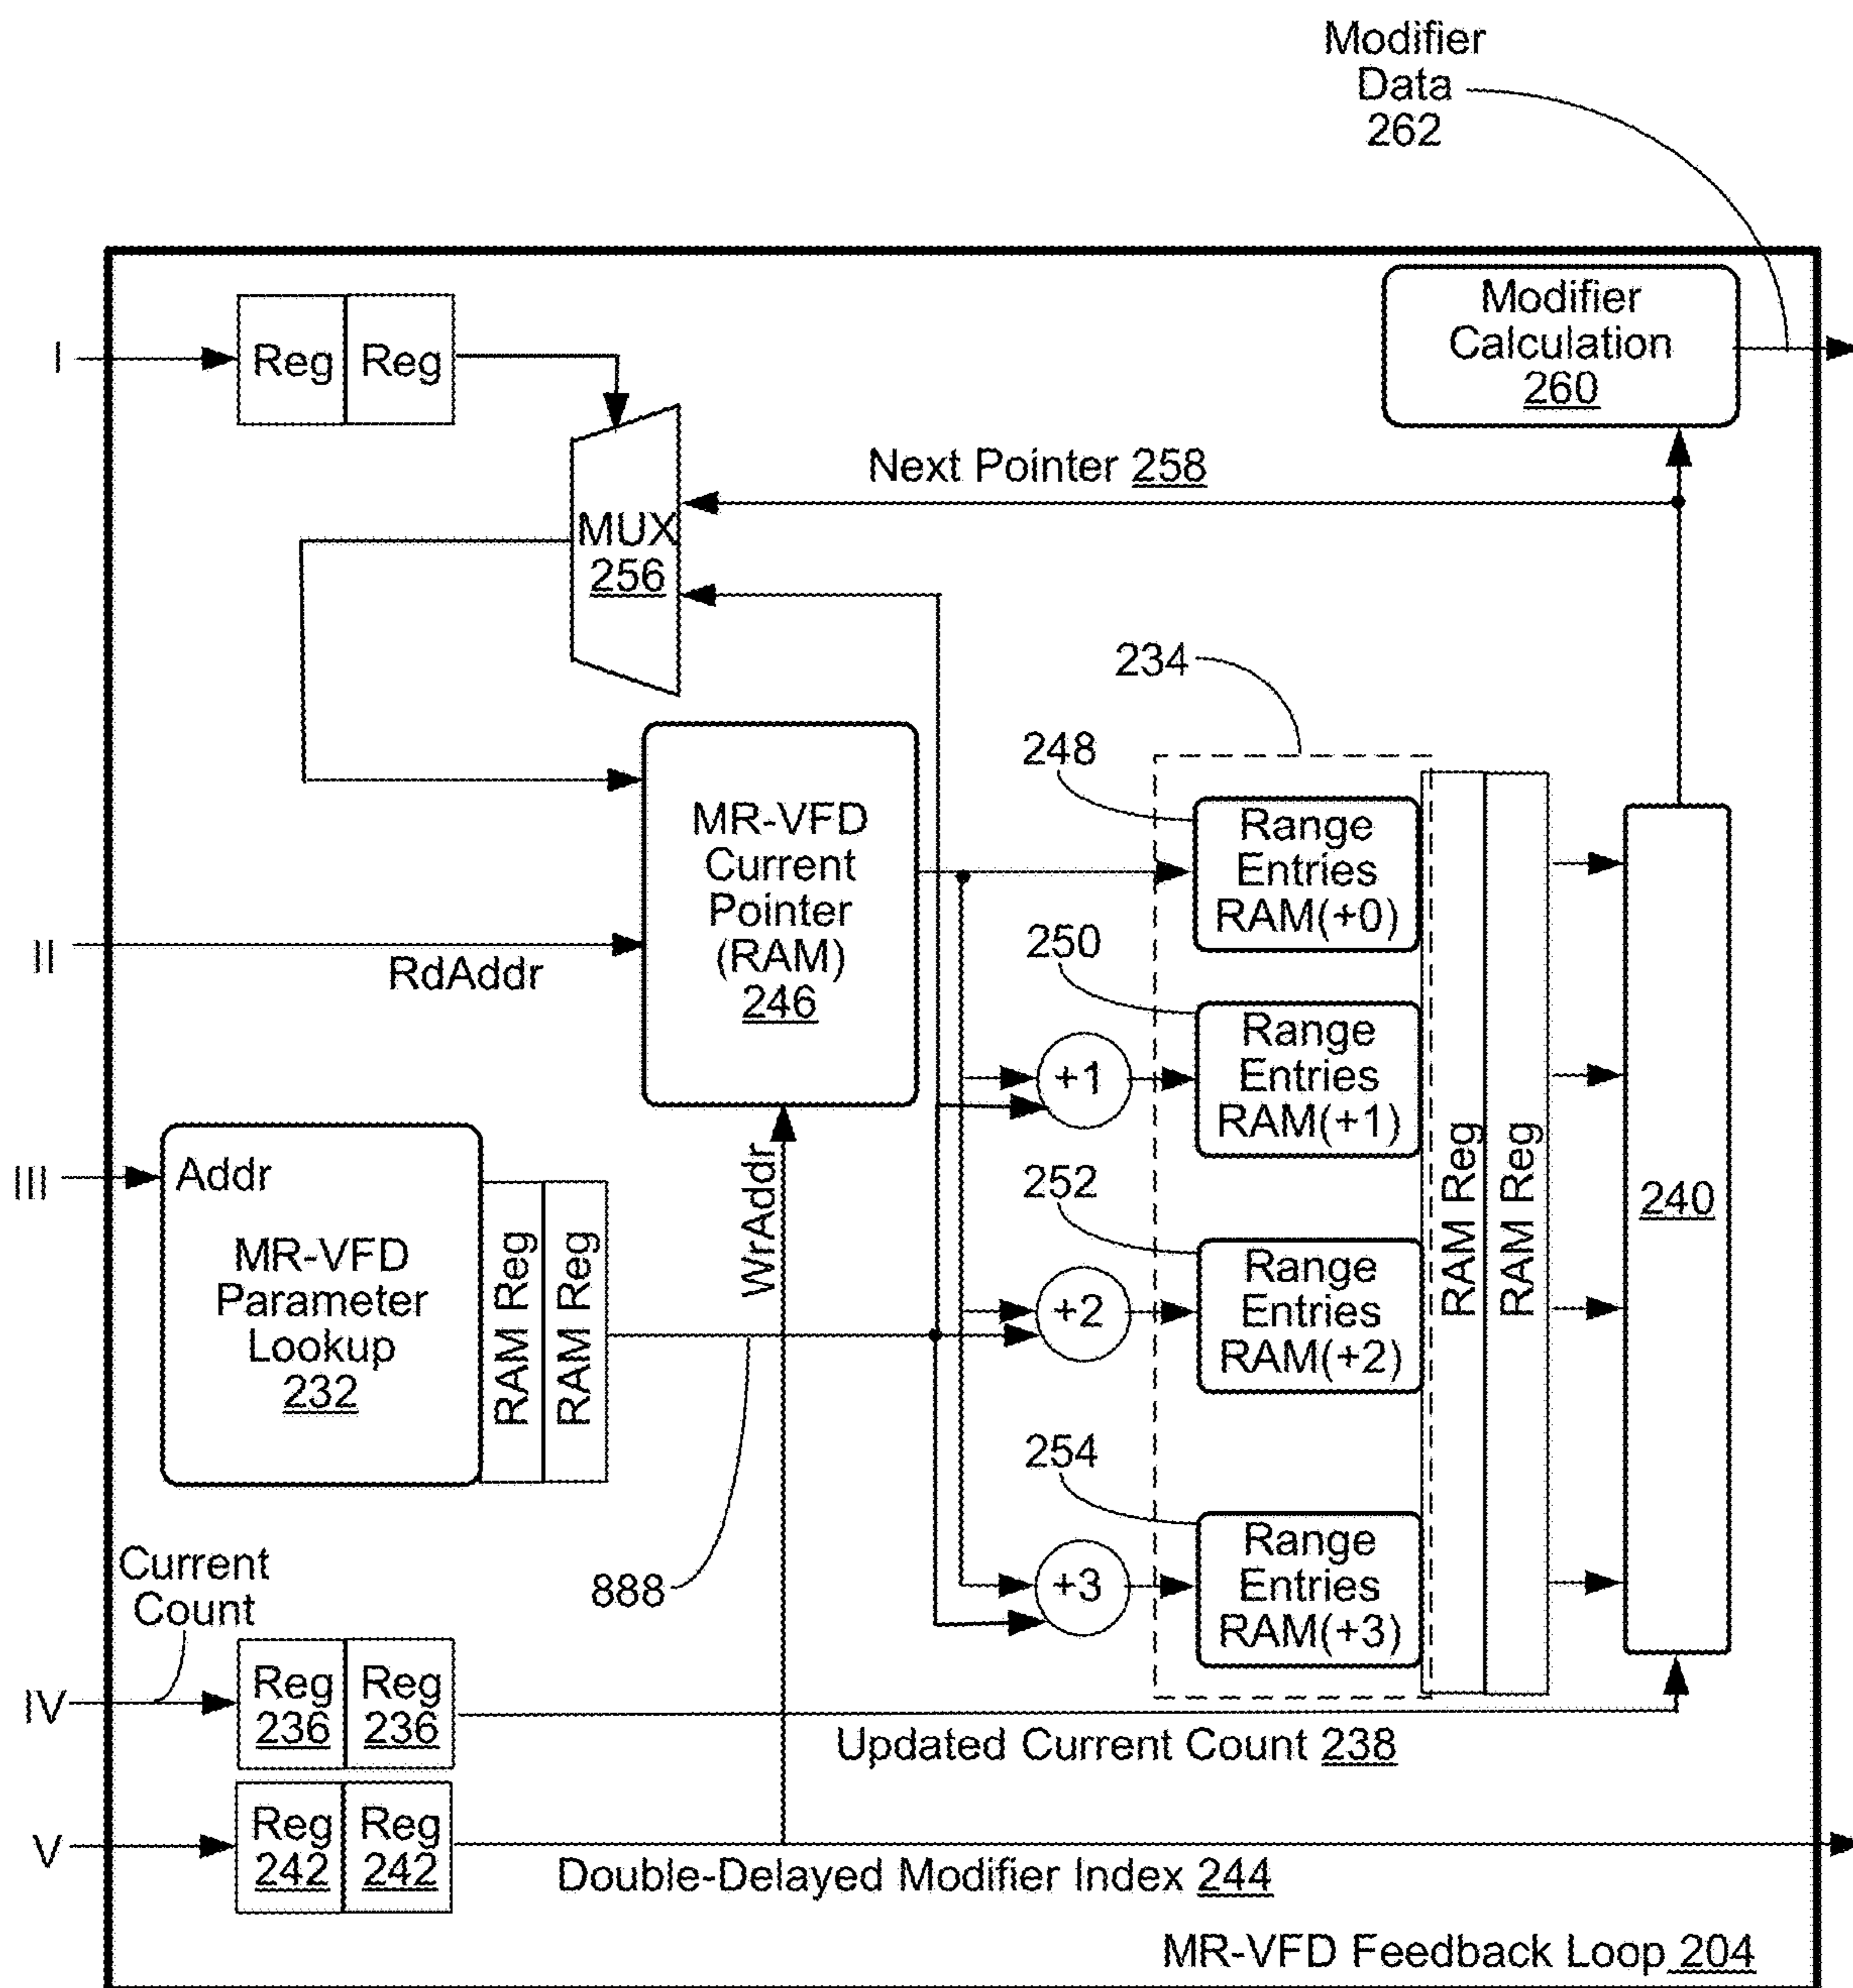 Modifier
Data
262
Modifier
Calculation
260
I
Reg
Reg
Next Pointer 258
MUX
256
234
248
Range
Entries
RAM(+0)
MR-VFD
Current
Pointer
(RAM)
246
II
RdAddr
250
Range
Entries
RAM(+1)
+1
III
Addr
MR-VFD
Parameter
Lookup
232
RAM Reg
RAM Reg
WrAddr
252
Range
Entries
RAM(+2)
+2
RAM Reg
RAM Reg
240
254
Range
Entries
RAM(+3)
+3
888
Current
Count
IV
Reg
236
Reg
236
Updated Current Count 238
V
Reg
242
Reg
242
Double-Delayed Modifier Index 244
MR-VFD Feedback Loop 204